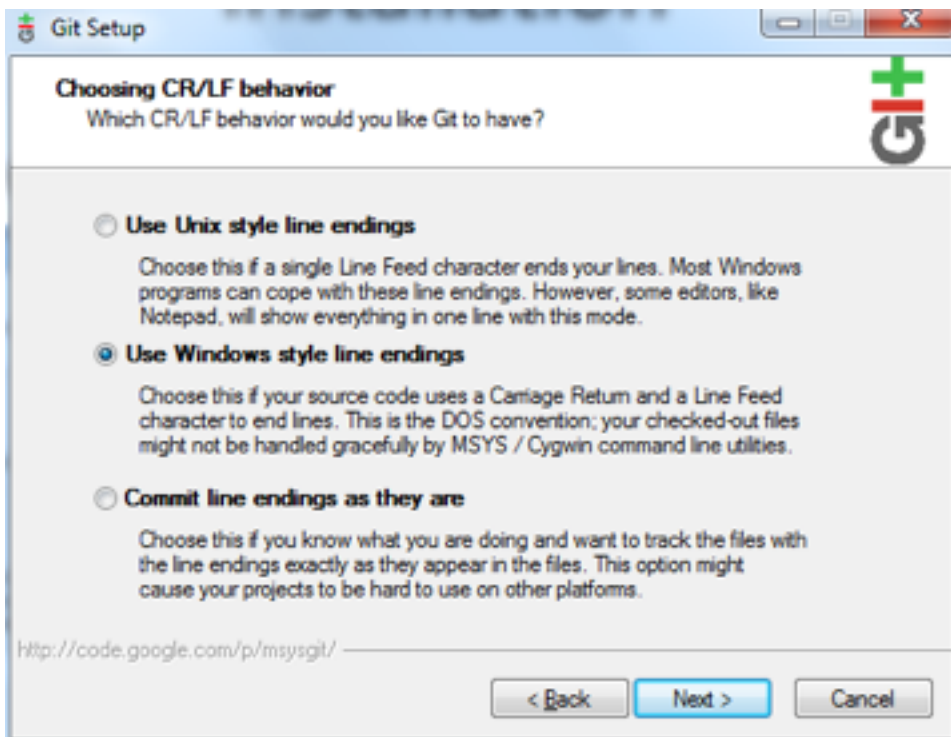 Git Setup
Choosing CR/LF behavior
Which CR/LF behavior would you like Git to have?
GIt
Use Unix style line endings
Choose this if a single Line Feed character ends your lines. Most Windows
programs can cope with these line endings. However, some editors, like
Notepad, will show everything in one line with this mode.
Use Windows style line endings
Choose this if your source code uses a Carriage Return and a Line Feed
character to end lines. This is the DOS convention; your checked-out files
might not be handled gracefully by MSYS / Cygwin command line utilities.
Commit line endings as they are
Choose this if you know what you are doing and want to track the files with
the line endings exactly as they appear in the files. This option might
cause your projects to be hard to use on other platforms.
http://code.google.com/p/msysgit/
< Back
Next >
Cancel